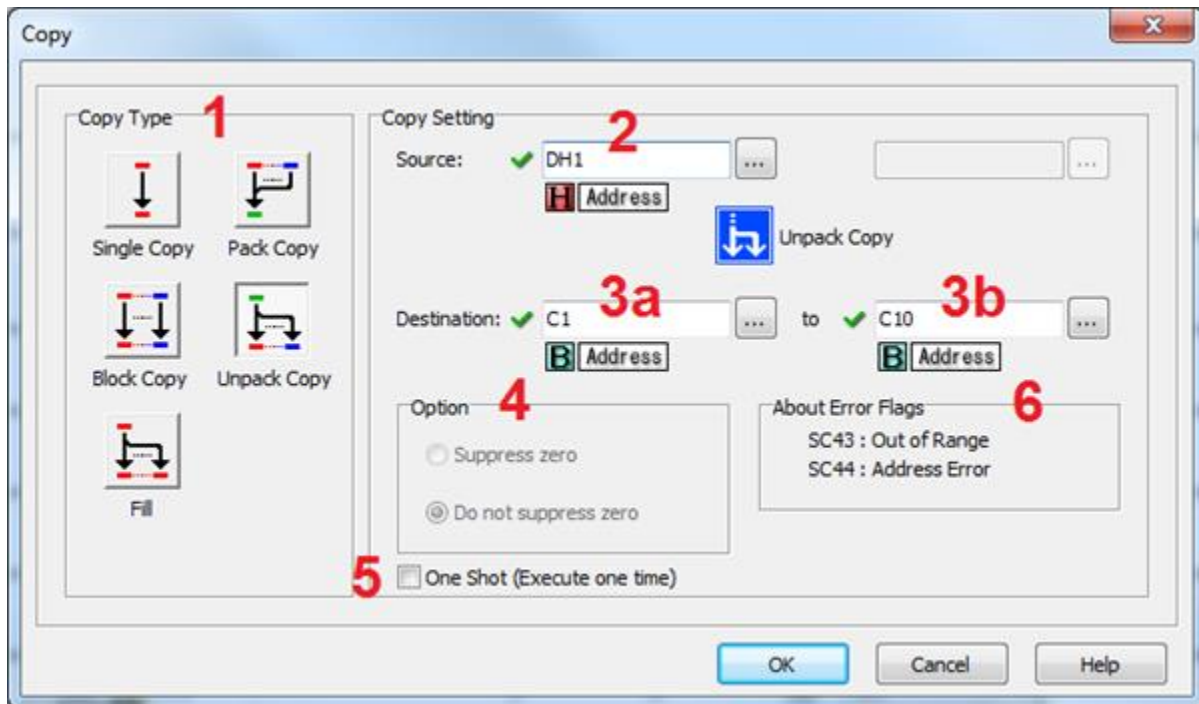 Copy
Copy Type 1
Single Copy Pack Copy
Block Copy Unpack Copy
Fill
Copy Setting 2
Source: DH1 ... ...
H Address
Unpack Copy
3a 3b
Destination: C1 ... to C10 ...
B Address B Address
Option 4
Suppress zero
Do not suppress zero
About Error Flags 6
SC43 : Out of Range
SC44 : Address Error
5 One Shot (Execute one time)
OK Cancel Help